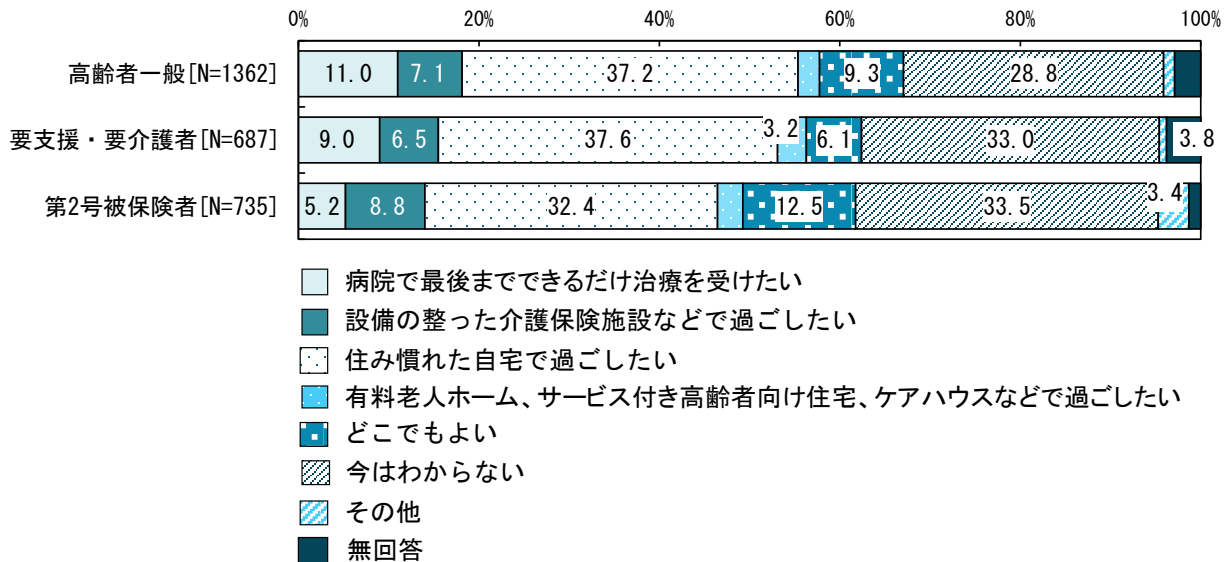 0% 20% 40% 60% 80% 100%
高齢者一般[N=1362] 11.0 7.1 37.2 9.3 28.8
要支援・要介護者[N=687] 9.0 6.5 37.6 3.2 6.1 33.0 3.8
第2号被保険者[N=735] 5.2 8.8 32.4 12.5 33.5 3.4
病院で最後までできるだけ治療を受けたい
設備の整った介護保険施設などで過ごしたい
住み慣れた自宅で過ごしたい
有料老人ホーム、サービス付き高齢者向け住宅、ケアハウスなどで過ごしたい
どこでもよい
今はわからない
その他
無回答